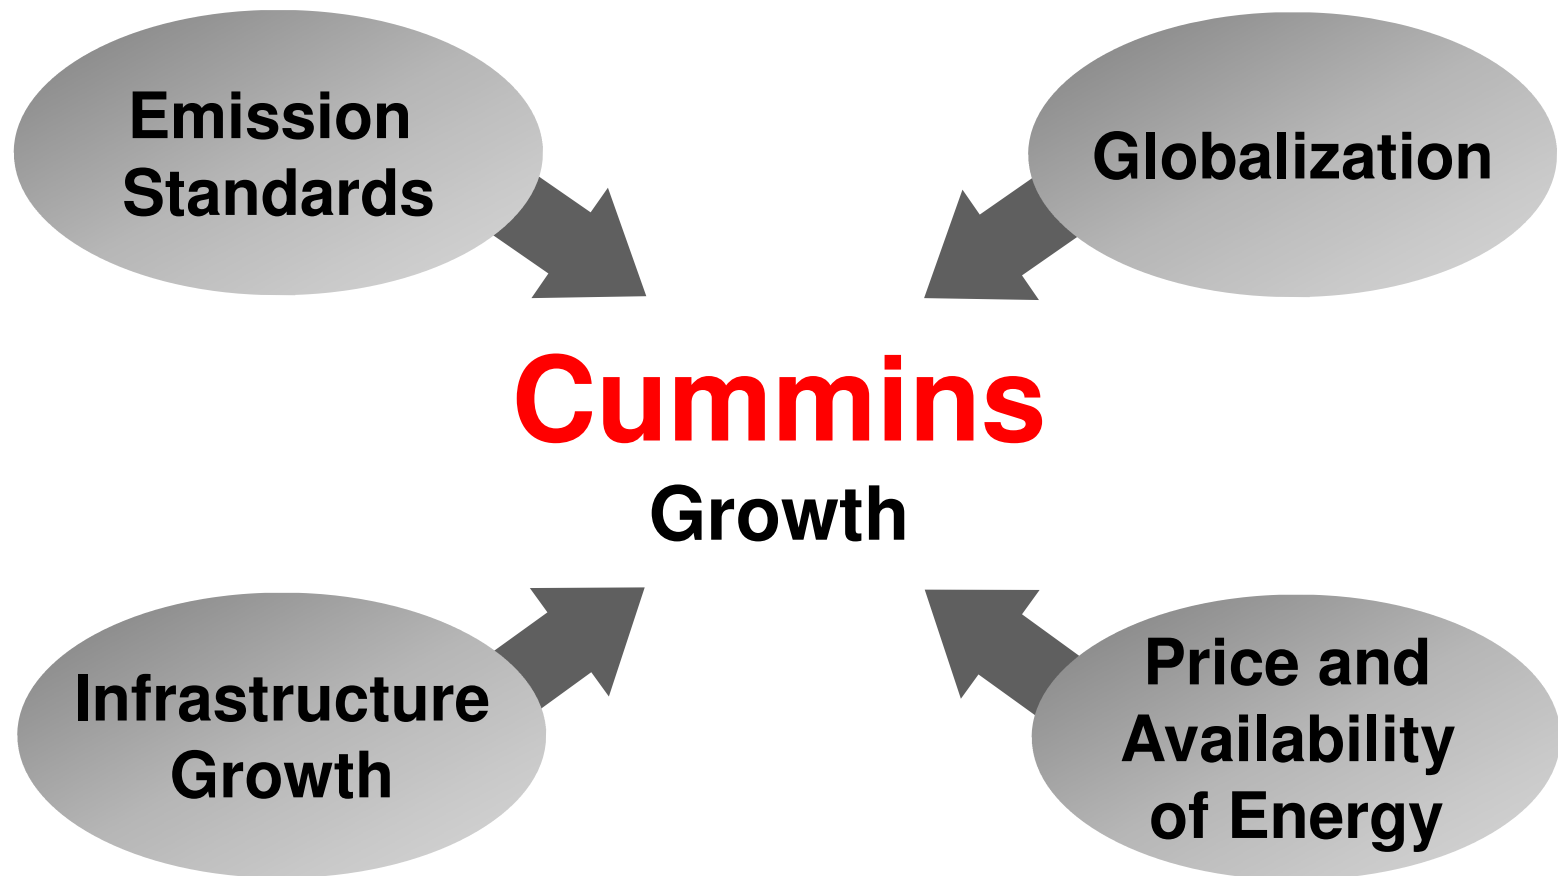 Emission
Standards
Globalization
Cummins
Growth
Infrastructure
Growth
Price and
Availability
of Energy